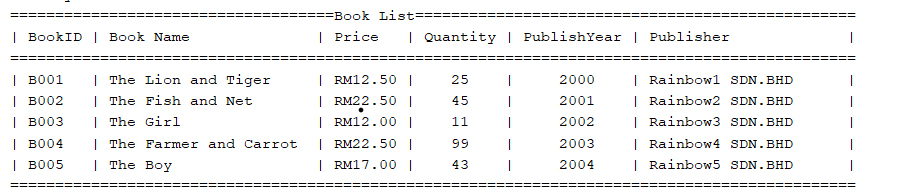 ====================================Book List=================================================
| BookID | Book Name               | Price   | Quantity | PublishYear | Publisher             |
==============================================================================================
| B001   | The Lion and Tiger      | RM12.50 |    25    |     2000    | Rainbow1 SDN.BHD      |
| B002   | The Fish and Net        | RM22.50 |    45    |     2001    | Rainbow2 SDN.BHD      |
| B003   | The Girl                | RM12.00 |    11    |     2002    | Rainbow3 SDN.BHD      |
| B004   | The Farmer and Carrot   | RM22.50 |    99    |     2003    | Rainbow4 SDN.BHD      |
| B005   | The Boy                 | RM17.00 |    43    |     2004    | Rainbow5 SDN.BHD      |
==============================================================================================